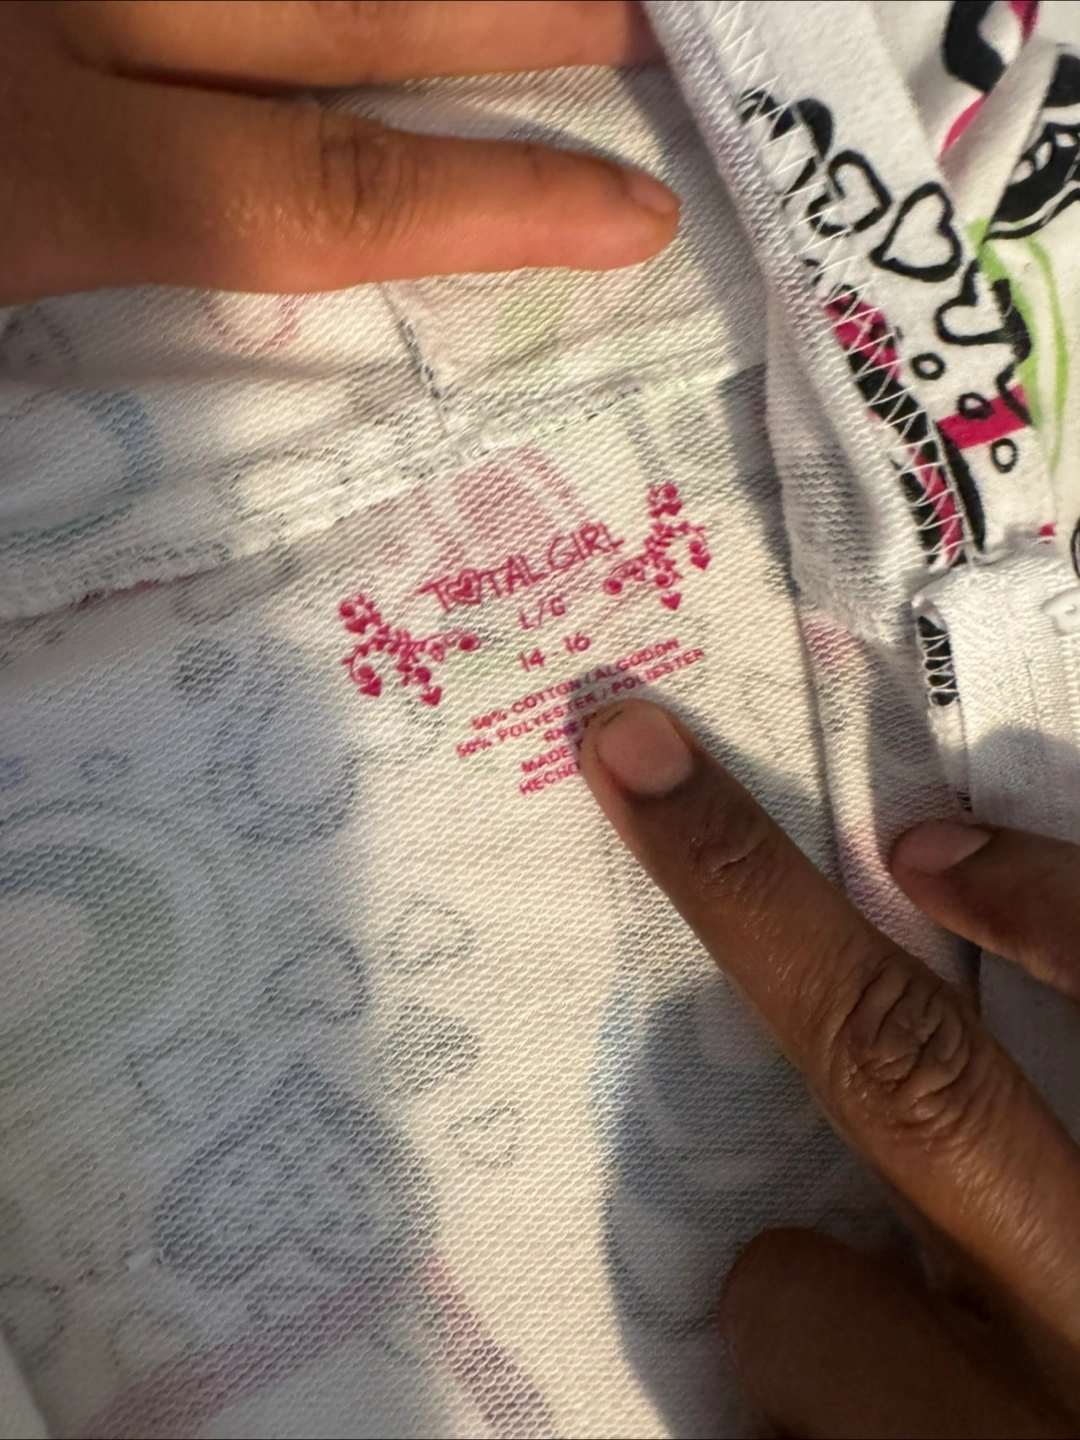 TOTAL GIRL
L/G
14 - 16
50% COTTON / ALGODON
50% POLYESTER / POLIESTER
MADE
HECHO